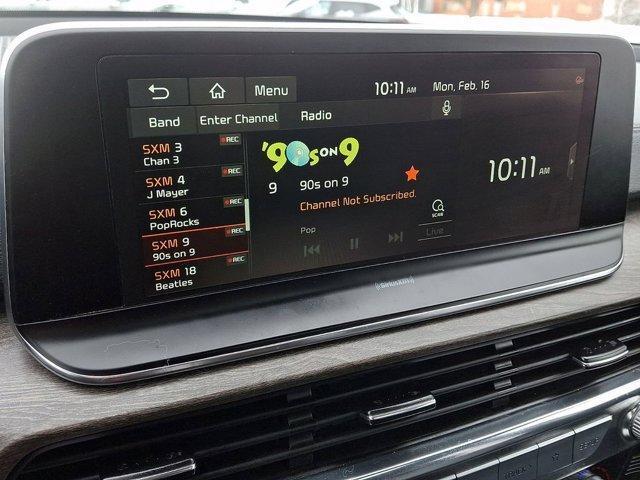 Menu
10:11 AM
Mon, Feb. 16
Band
Enter Channel
Radio
SXM 3
REC
Chan 3
SXM 4
REC
J Mayer
SXM 6
REC
PopRocks
SXM 9
REC
90s on 9
SXM 18
REC
Beatles
'90s ON 9
9
90s on 9
Channel Not Subscribed.
Pop
SCAN
Live
10:11 AM
SiriusXM